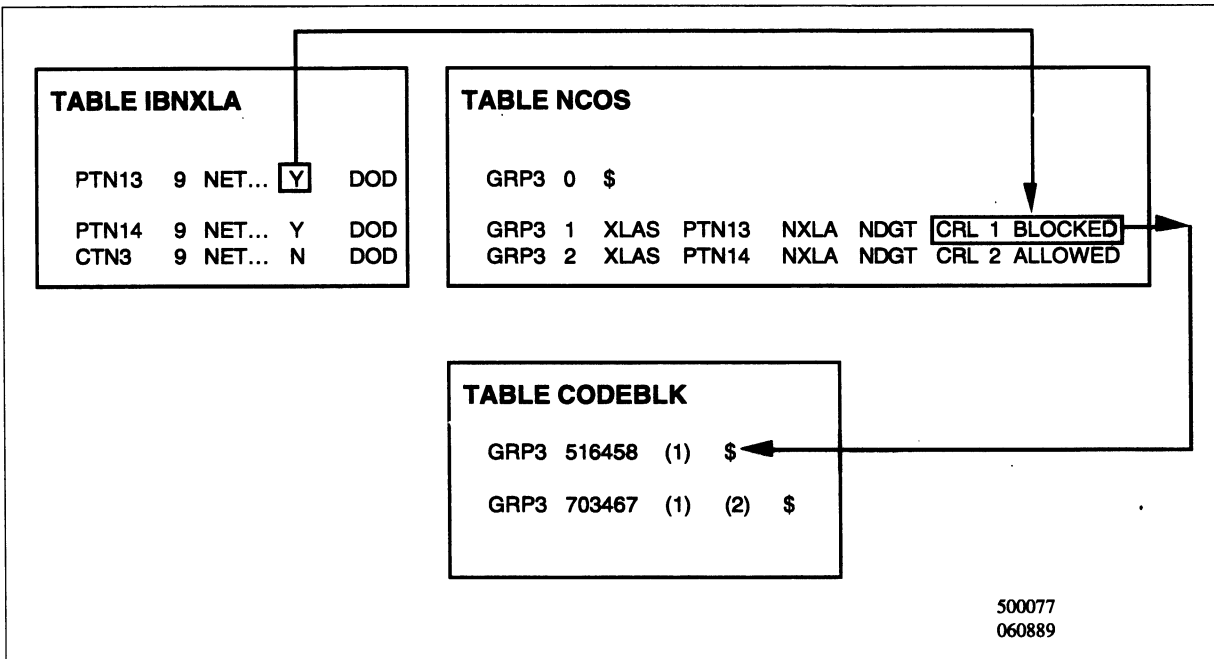 TABLE IBNXLA
PTN13 9 NET... Y DOD
PTN14 9 NET... Y DOD
CTN3 9 NET... N DOD
TABLE NCOS
GRP3 0 $
GRP3 1 XLAS PTN13 NXLA NDGT CRL 1 BLOCKED
GRP3 2 XLAS PTN14 NXLA NDGT CRL 2 ALLOWED
TABLE CODEBLK
GRP3 516458 (1) $
GRP3 703467 (1) (2) $
500077
060889